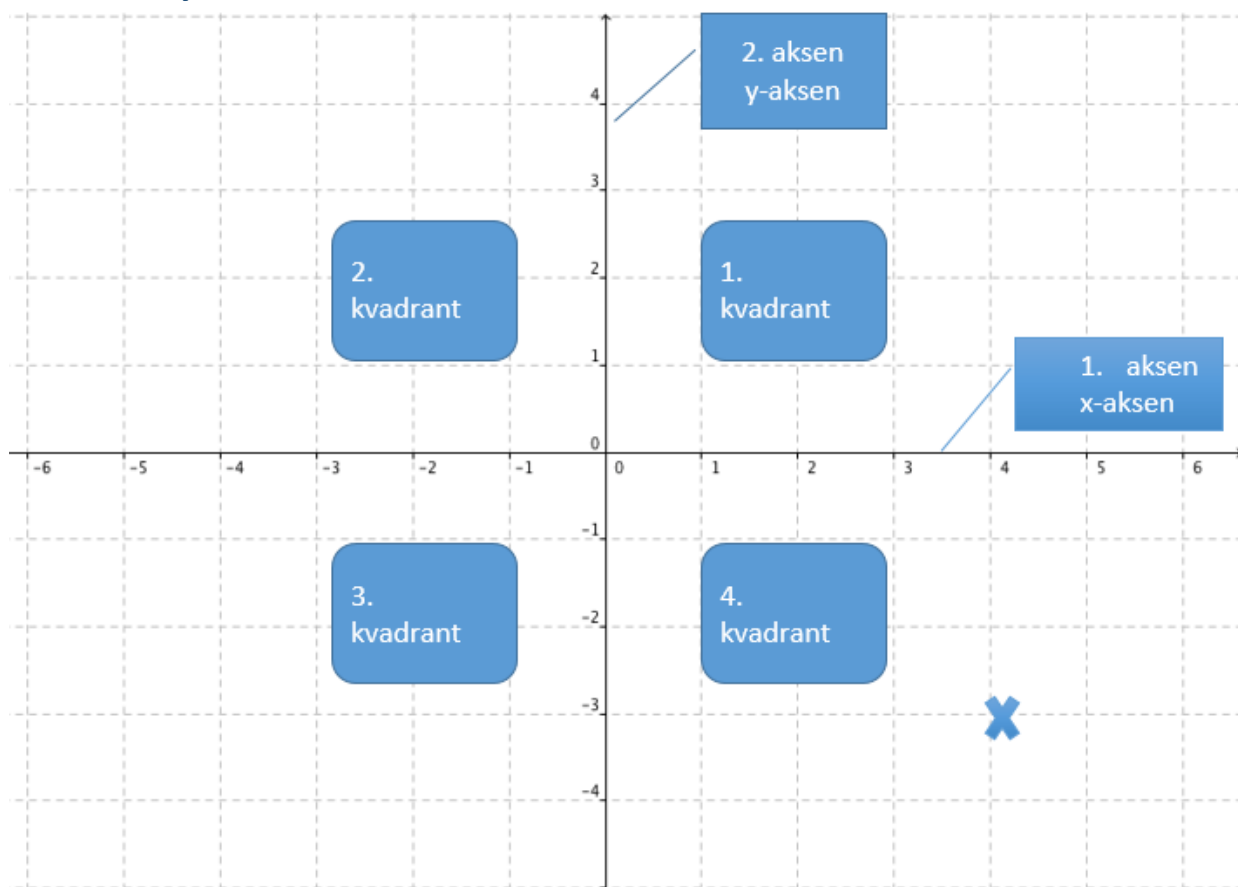 2. aksen
y-aksen
4
3
2.
kvadrant
2
1.
kvadrant
1
1. aksen
x-aksen
0
-6 -5 -4 -3 -2 -1 0 1 2 3 4 5 6
-1
3.
kvadrant
-2
4.
kvadrant
-3
-4